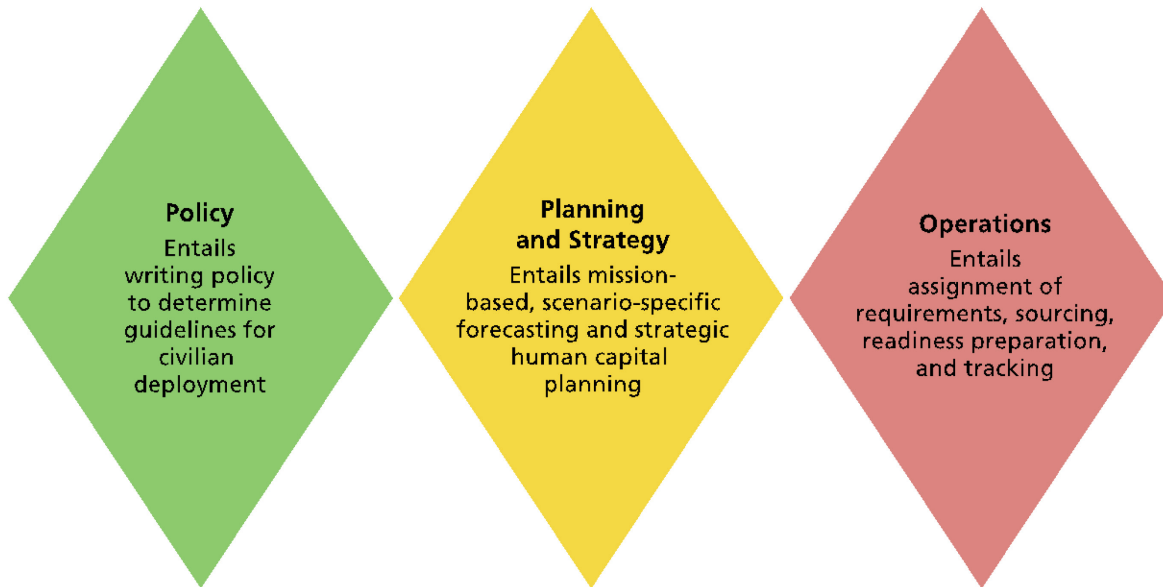 Policy
Entails
writing policy
to determine
guidelines for
civilian
deployment
Planning
and Strategy
Entails mission-
based, scenario-specific
forecasting and strategic
human capital
planning
Operations
Entails
assignment of
requirements, sourcing,
readiness preparation,
and tracking